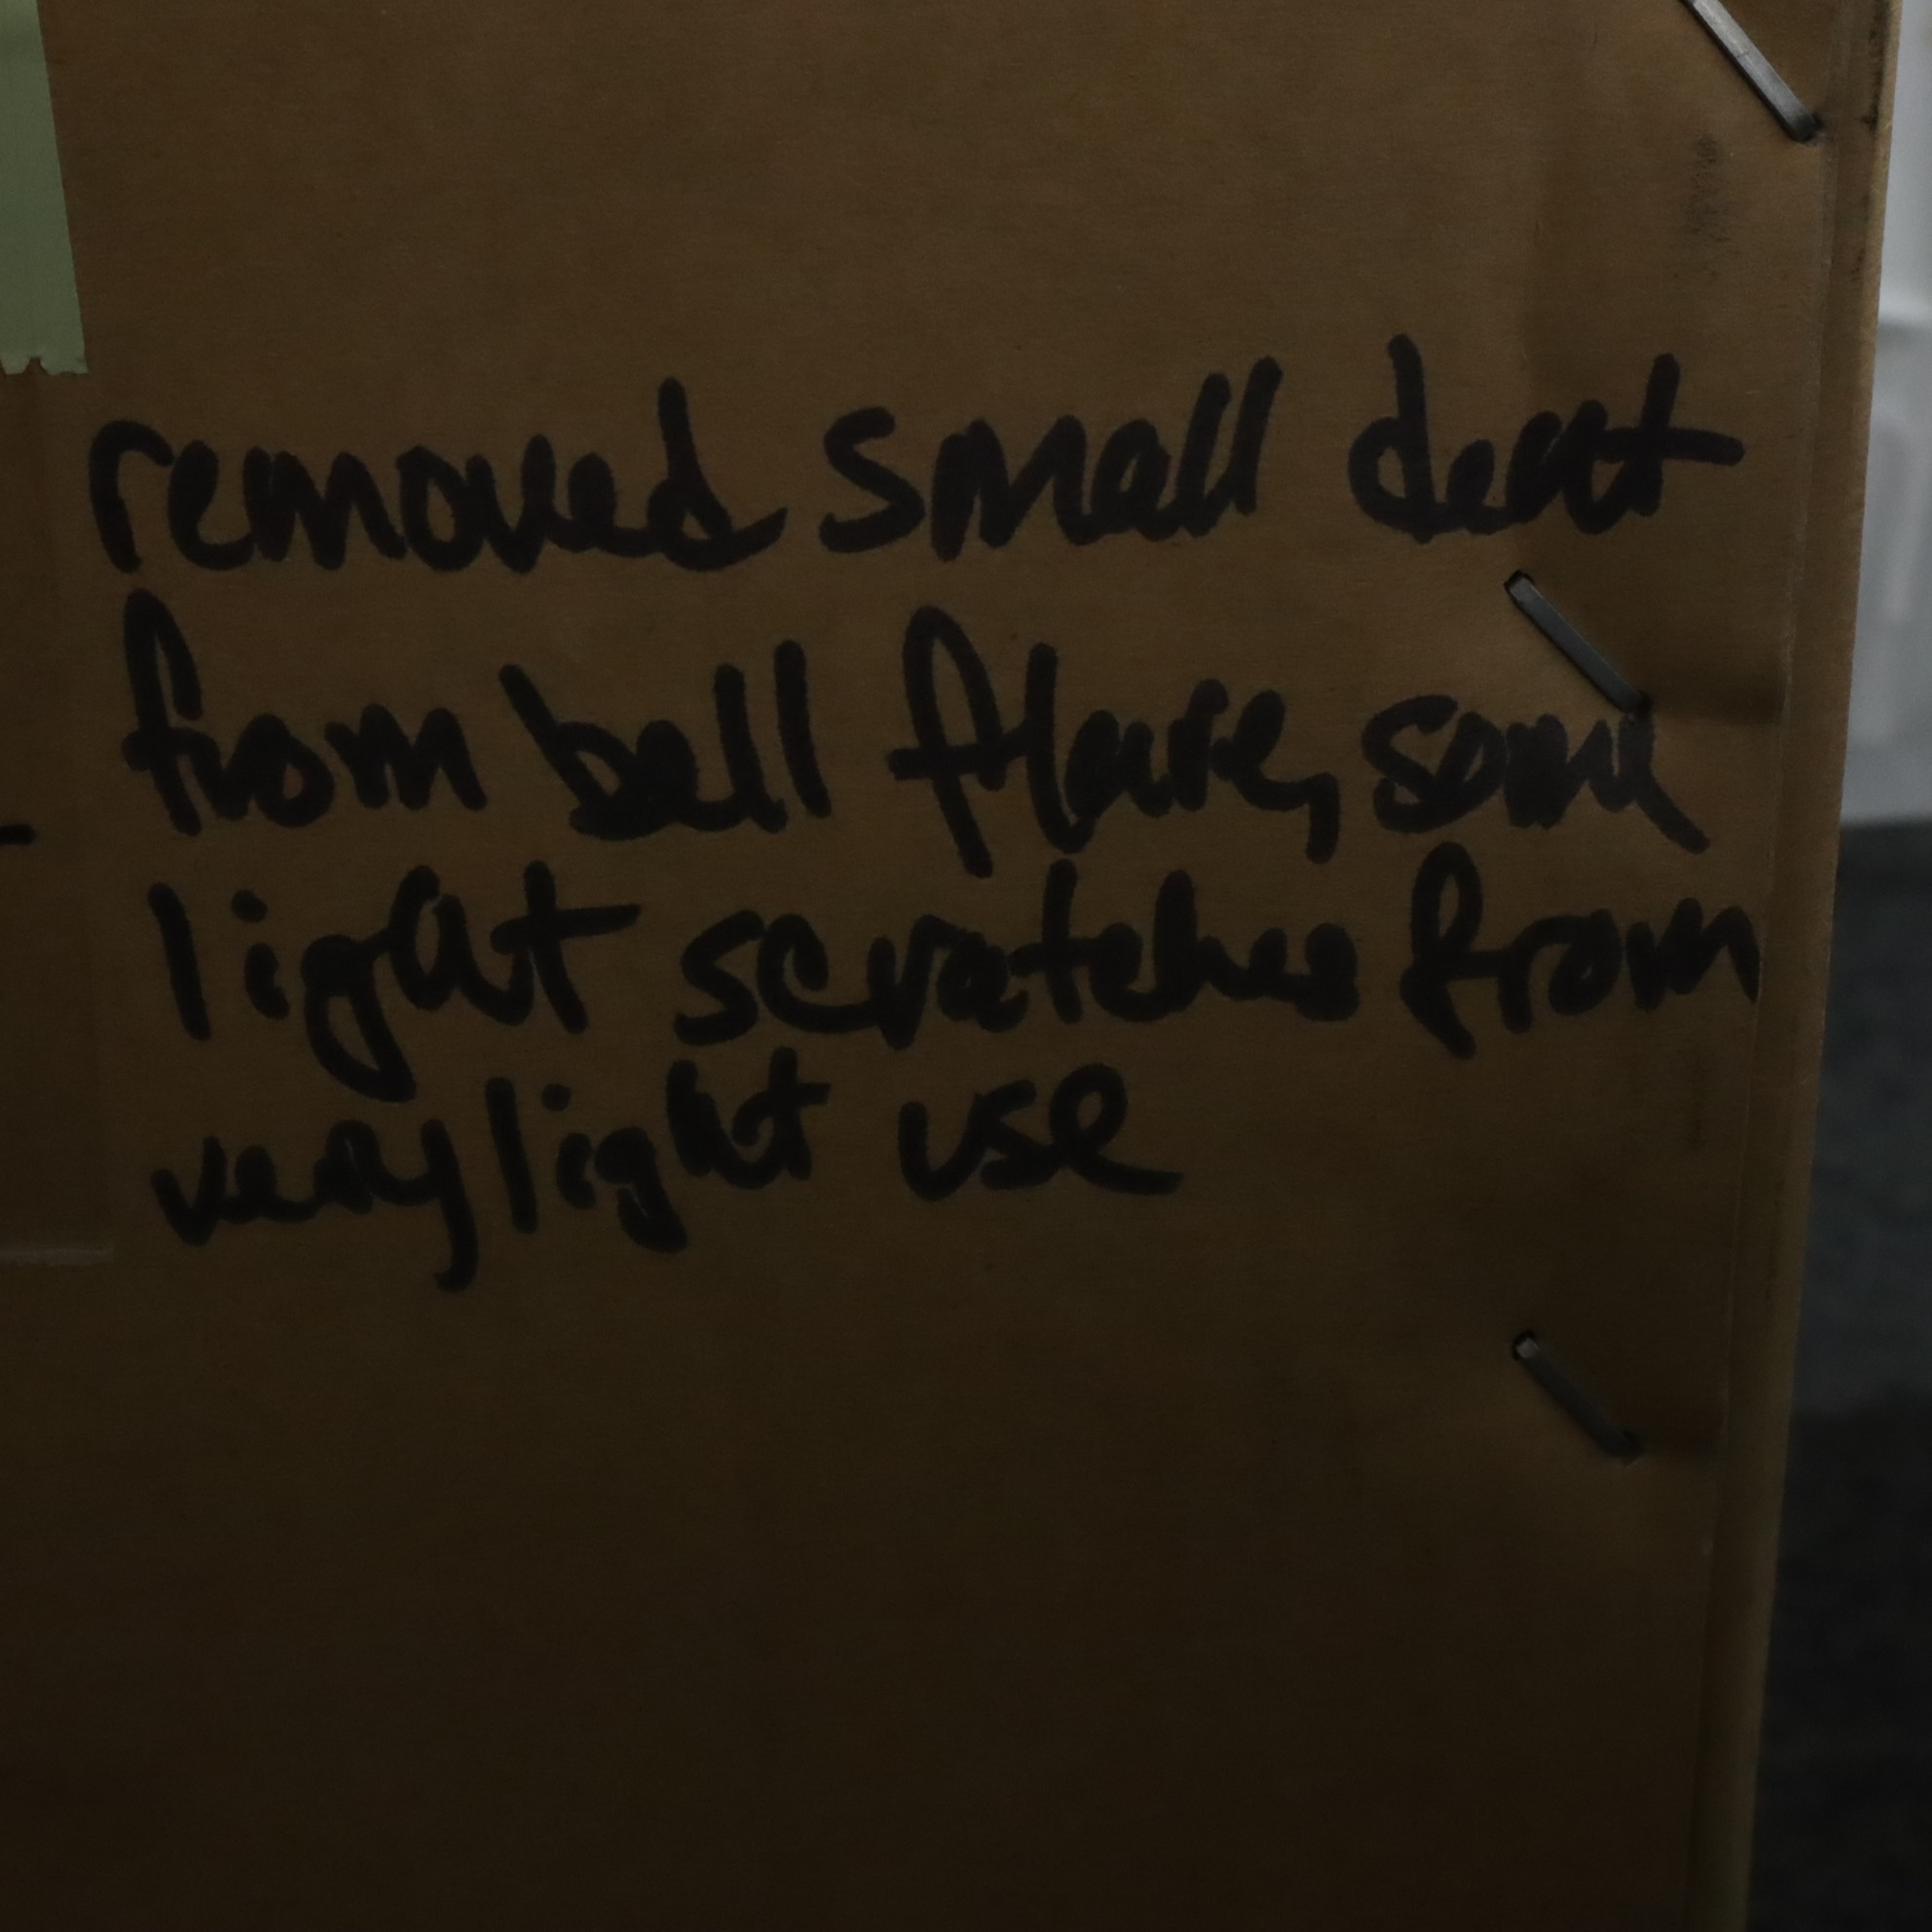 removed small dent
from bell flare, some
light scratches from
very light use